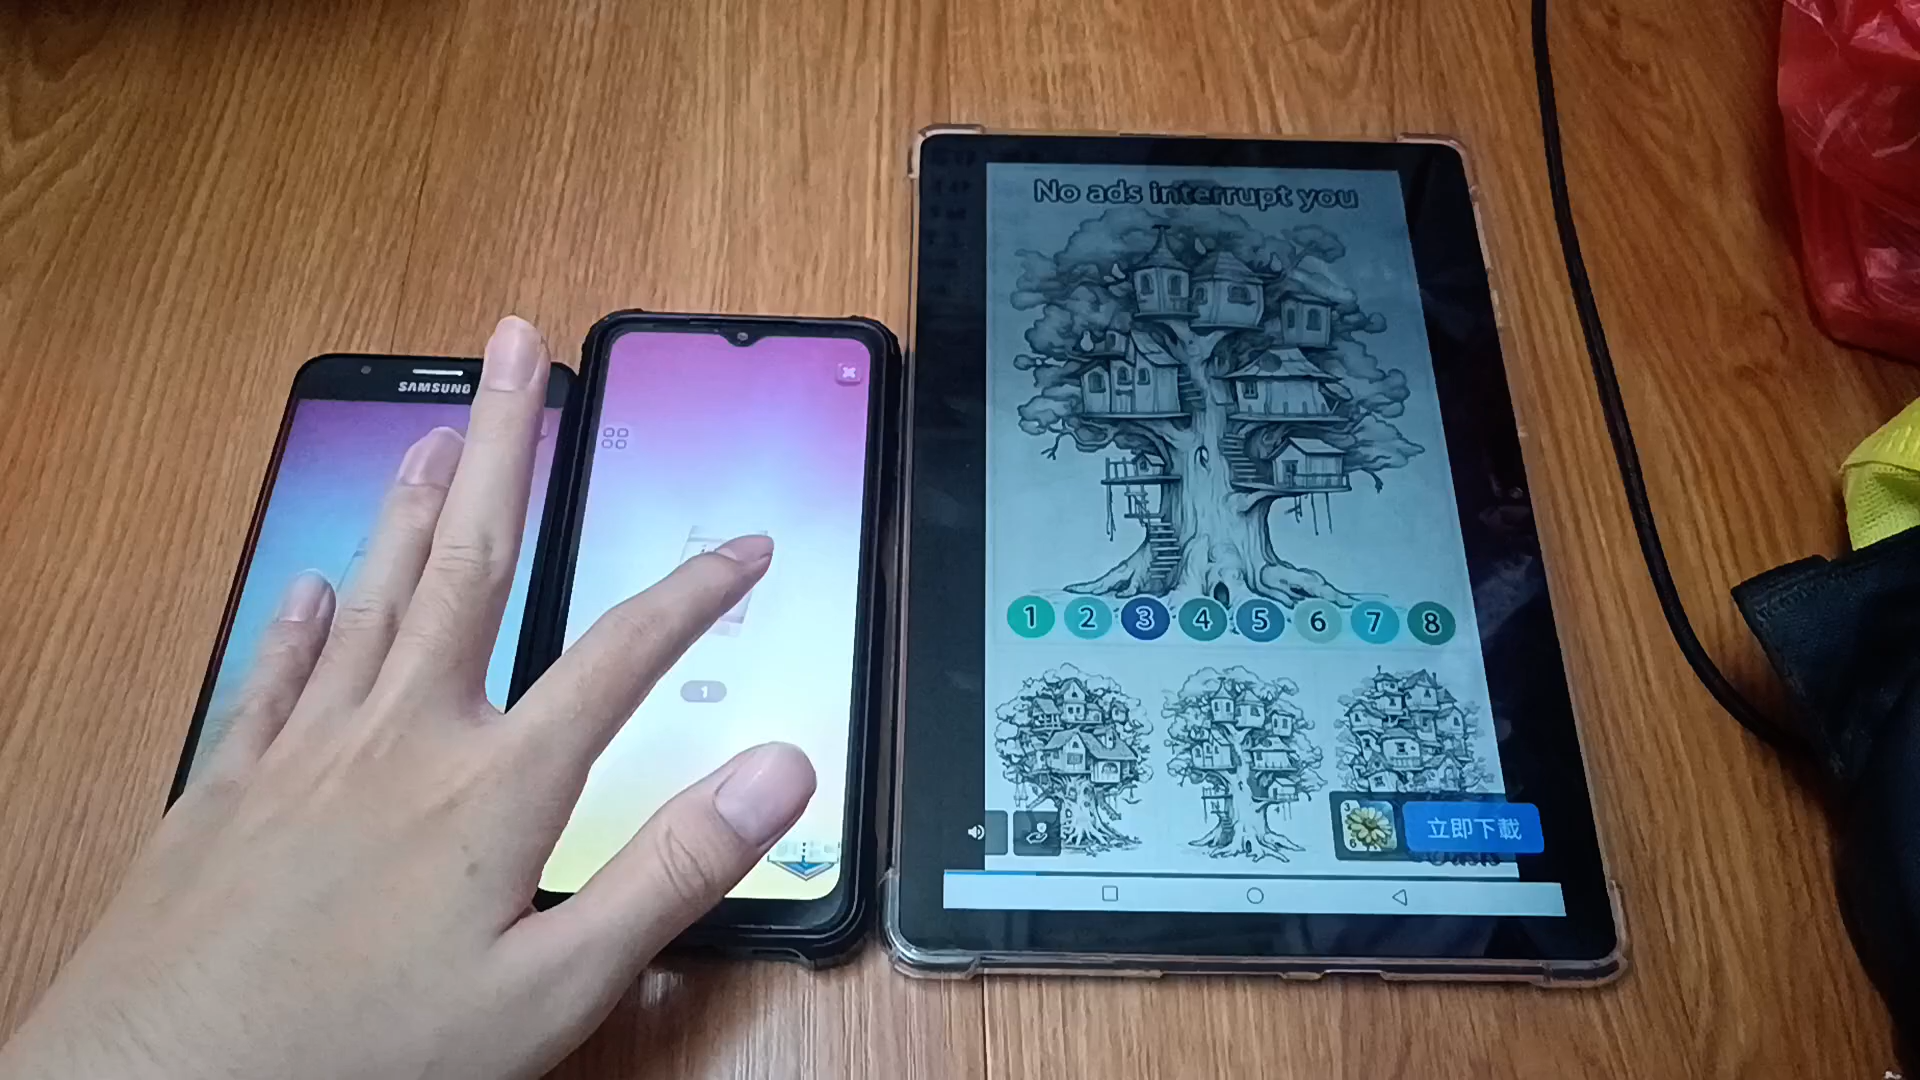 SAMSUNG
No ads interrupt you
1 2 3 4 5 6 7 8
1
立即下載